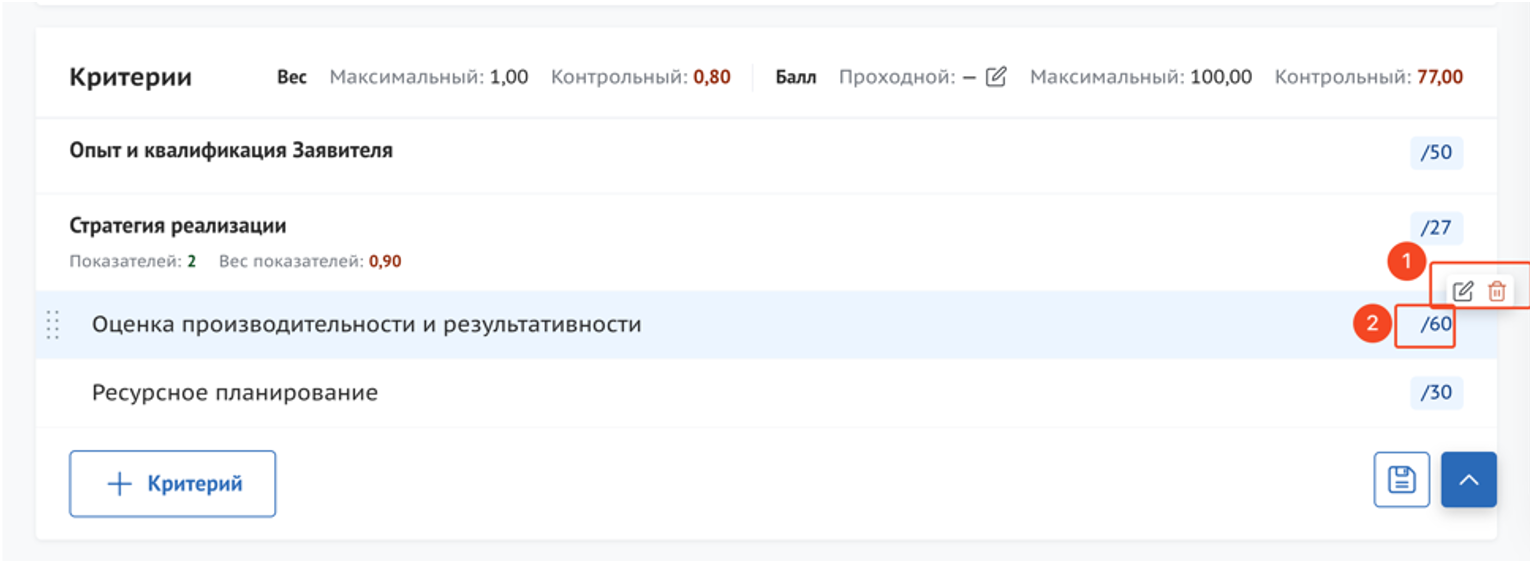 Критерии Вес Максимальный: 1,00 Контрольный: 0,80 Балл Проходной: — Максимальный: 100,00 Контрольный: 77,00
Опыт и квалификация Заявителя /50
Стратегия реализации /27
Показателей: 2 Вес показателей: 0,90
1
Оценка производительности и результативности 2 /60
Ресурсное планирование /30
+ Критерий